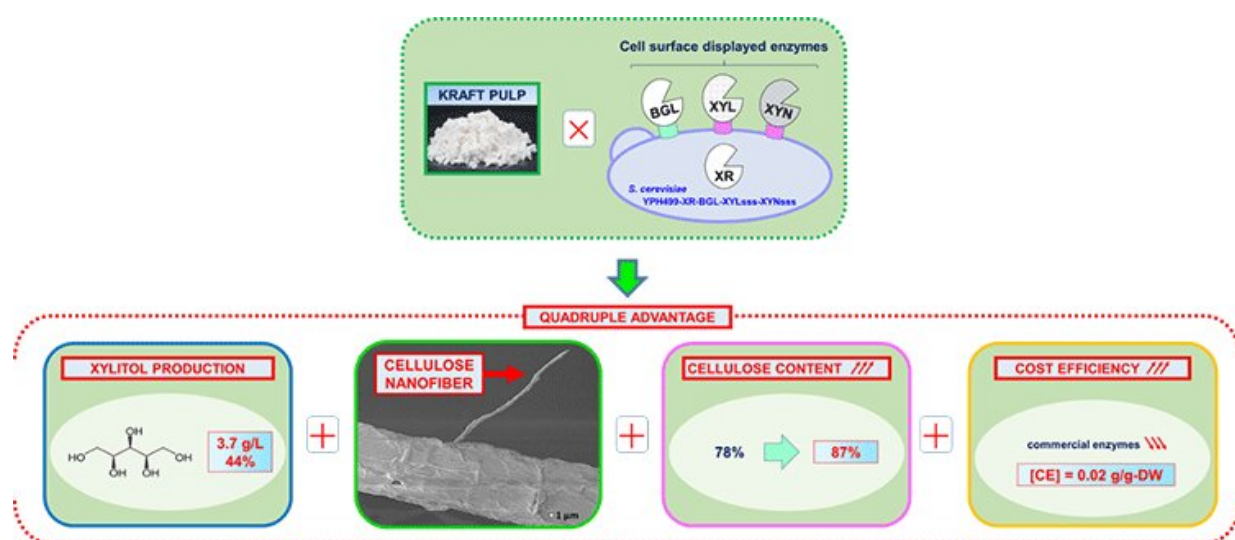 Cell surface displayed enzymes
KRAFT PULP
BGL
XYL
XYN
XR
S. cerevisiae
YPH499-XR-BGL-XYLsss-XYNsss
QUADRUPLE ADVANTAGE
XYLITOL PRODUCTION
OH
HO
OH
OH
OH
3.7 g/L
44%
CELLULOSE
NANOFIBER
1 µm
CELLULOSE CONTENT
78%
87%
COST EFFICIENCY
commercial enzymes
[CE] = 0.02 g/g-DW